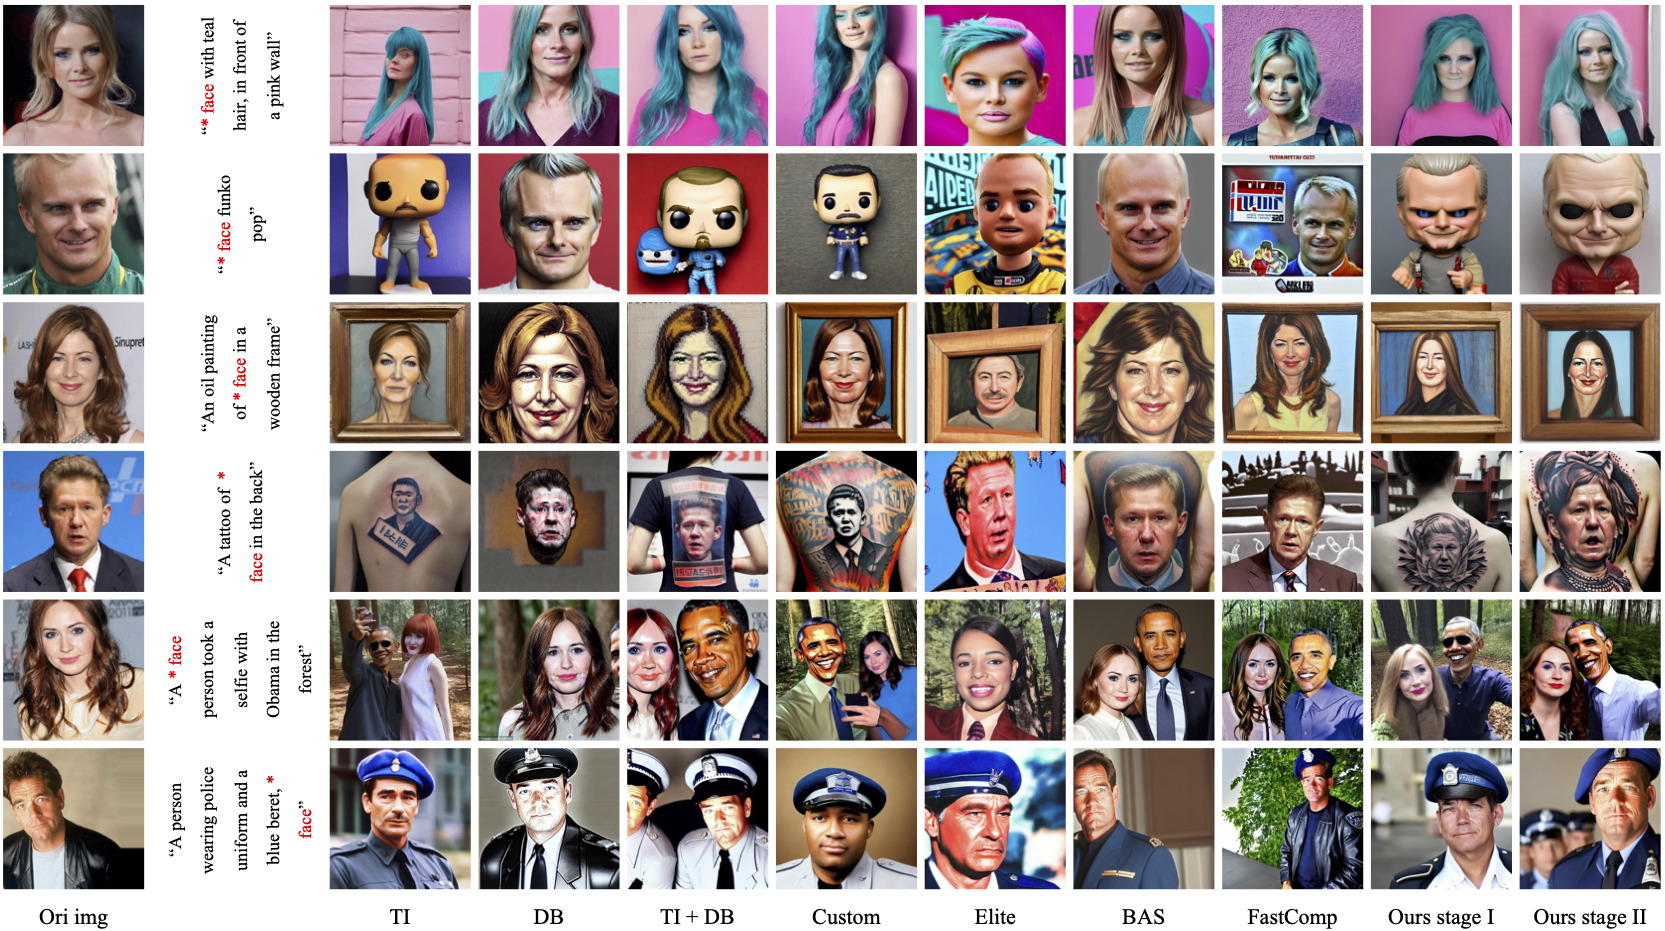 “* face with teal
hair, in front of
a pink wall”
“* face funko
pop”
“An oil painting
of * face in a
wooden frame”
“A tattoo of *
face in the back”
“A * face
person took a
selfie with
Obama in the
forest”
“A person
wearing police
uniform and a
blue beret, *
face”
Sinupret
Ori img
TI
DB
TI + DB
Custom
Elite
BAS
FastComp
Ours stage I
Ours stage II